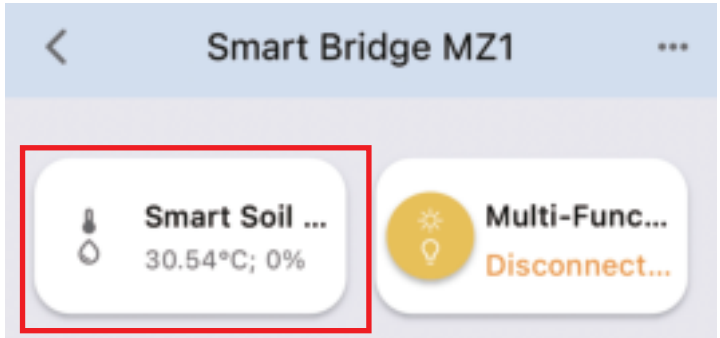 Smart Bridge MZ1 ...
Smart Soil ...
30.54°C; 0%
Multi-Func...
Disconnect...